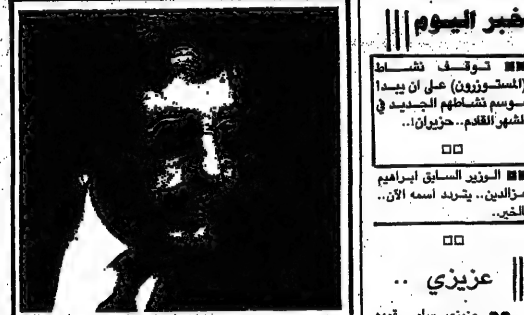 خبر اليوم
توقف نشاط
(المستوزرون) على ان يبدا
موسم نشاطهم الجديد في
الشهر القادم.. حزيران!..
الوزير السابق ابراهيم
عزالدين.. يتردد اسمه الآن..
الخير..
عزيزي ..